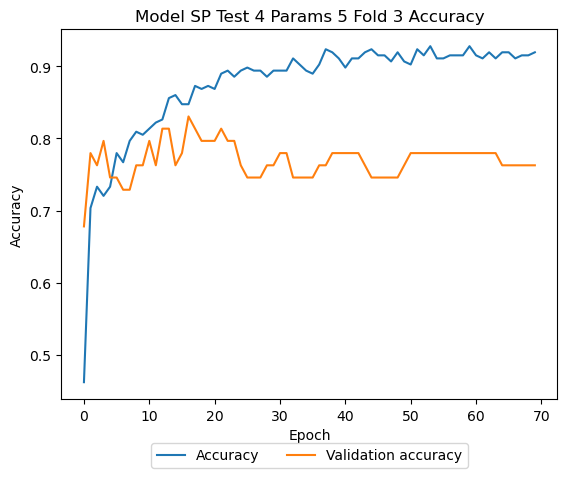 Model SP Test 4 Params 5 Fold 3 Accuracy
Accuracy
0.9
0.8
0.7
0.6
0.5
0 10 20 30 40 50 60 70
Epoch
Accuracy Validation accuracy